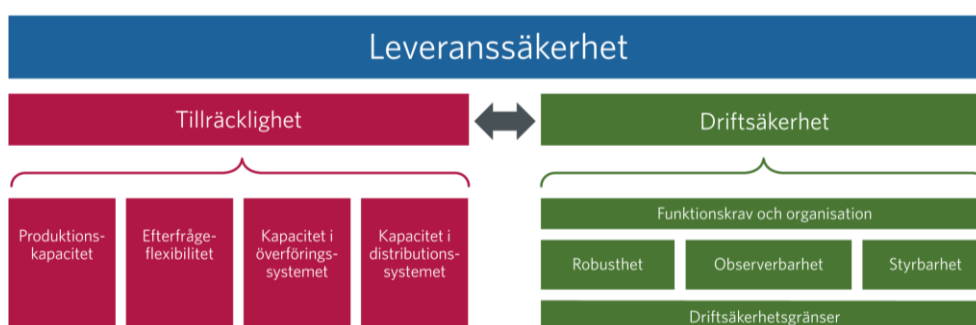 Leveranssäkerhet
Tillräcklighet
Driftsäkerhet
Produktions-
kapacitet
Efterfråge-
flexibilitet
Kapacitet i
överförings-
systemet
Kapacitet i
distributions-
systemet
Funktionskrav och organisation
Robusthet
Observerbarhet
Styrbarhet
Driftsäkerhetsgränser